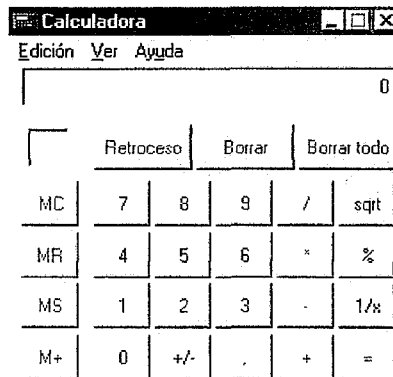 Calculadora
Edición Ver Ayuda
0
Retroceso Borrar Borrar todo
MC 7 8 9 / sqrt
MR 4 5 6 * %
MS 1 2 3 - 1/x
M+ 0 +/- , + =